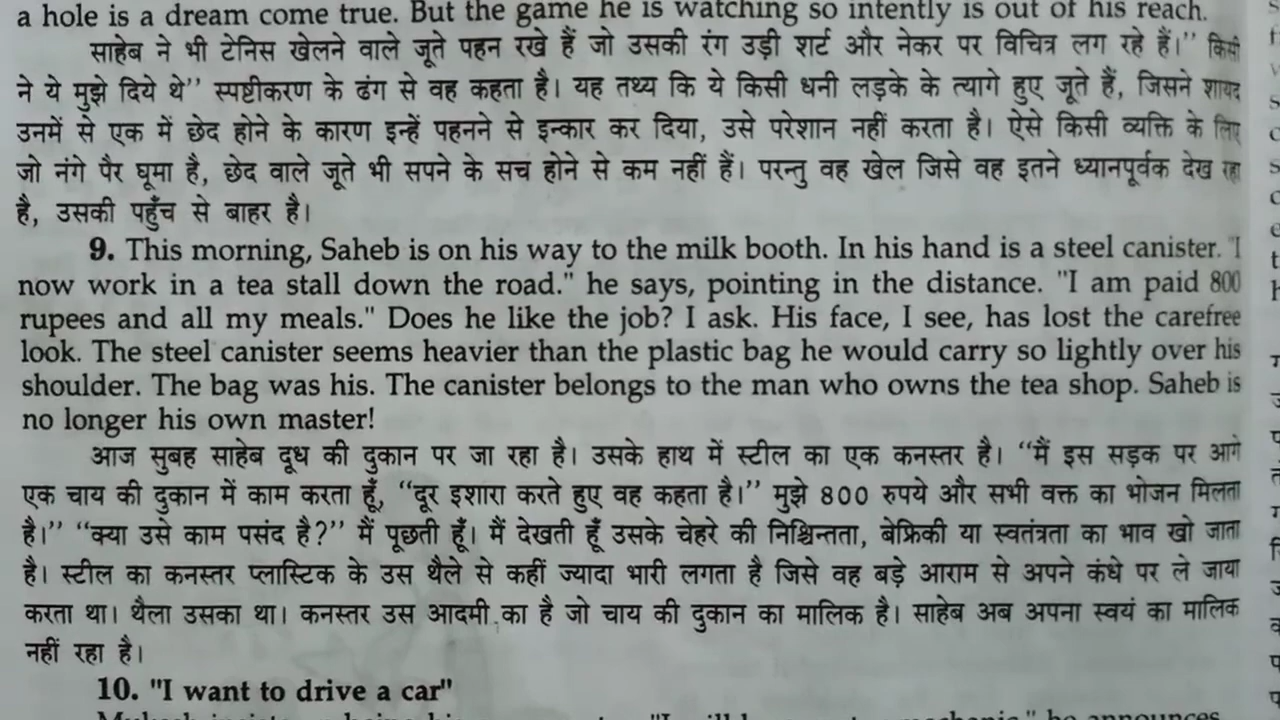 a hole is a dream come true. But the game he is watching so intently is out of his reach.
साहेब ने भी टेनिस खेलने वाले जूते पहन रखे हैं जो उसकी रंग उड़ी शर्ट और नेकर पर विचित्र लग रहे हैं।” किसी
ने ये मुझे दिये थे” स्पष्टीकरण के ढंग से वह कहता है। यह तथ्य कि ये किसी धनी लड़के के त्यागे हुए जूते हैं, जिसने शायद
उनमें से एक में छेद होने के कारण इन्हें पहनने से इन्कार कर दिया, उसे परेशान नहीं करता है। ऐसे किसी व्यक्ति के लिए
जो नंगे पैर घूमा है, छेद वाले जूते भी सपने के सच होने से कम नहीं हैं। परन्तु वह खेल जिसे वह इतने ध्यानपूर्वक देख रहा
है, उसकी पहुँच से बाहर है।
9. This morning, Saheb is on his way to the milk booth. In his hand is a steel canister. "I
now work in a tea stall down the road." he says, pointing in the distance. "I am paid 800
rupees and all my meals." Does he like the job? I ask. His face, I see, has lost the carefree
look. The steel canister seems heavier than the plastic bag he would carry so lightly over his
shoulder. The bag was his. The canister belongs to the man who owns the tea shop. Saheb is
no longer his own master!
आज सुबह साहेब दूध की दुकान पर जा रहा है। उसके हाथ में स्टील का एक कनस्तर है। “मैं इस सड़क पर आगे
एक चाय की दुकान में काम करता हूँ, “दूर इशारा करते हुए वह कहता है।” मुझे 800 रुपये और सभी वक्त का भोजन मिलता
है।” “क्या उसे काम पसंद है?” मैं पूछती हूँ। मैं देखती हूँ उसके चेहरे की निश्चिन्तता, बेफ्रिकी या स्वतंत्रता का भाव खो जाता
है। स्टील का कनस्तर प्लास्टिक के उस थैले से कहीं ज्यादा भारी लगता है जिसे वह बड़े आराम से अपने कंधे पर ले जाया
करता था। थैला उसका था। कनस्तर उस आदमी का है जो चाय की दुकान का मालिक है। साहेब अब अपना स्वयं का मालिक
नहीं रहा है।
10. "I want to drive a car"